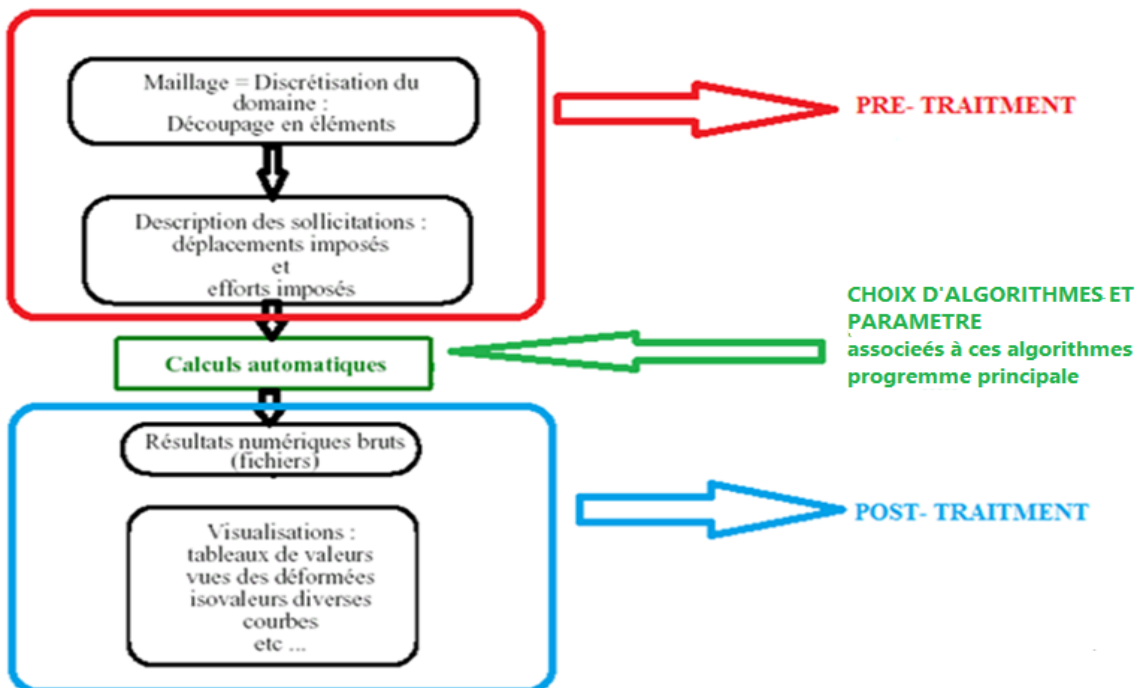 Maillage = Discrétisation du
domaine :
Découpage en éléments
PRE- TRAITMENT
Description des sollicitations :
déplacements imposés
et
efforts imposés
CHOIX D'ALGORITHMES ET
PARAMETRE
associeés à ces algorithmes
progremme principale
Calculs automatiques
Résultats numériques bruts
(fichiers)
POST- TRAITMENT
Visualisations :
tableaux de valeurs
vues des déformées
isovaleurs diverses
courbes
etc ...